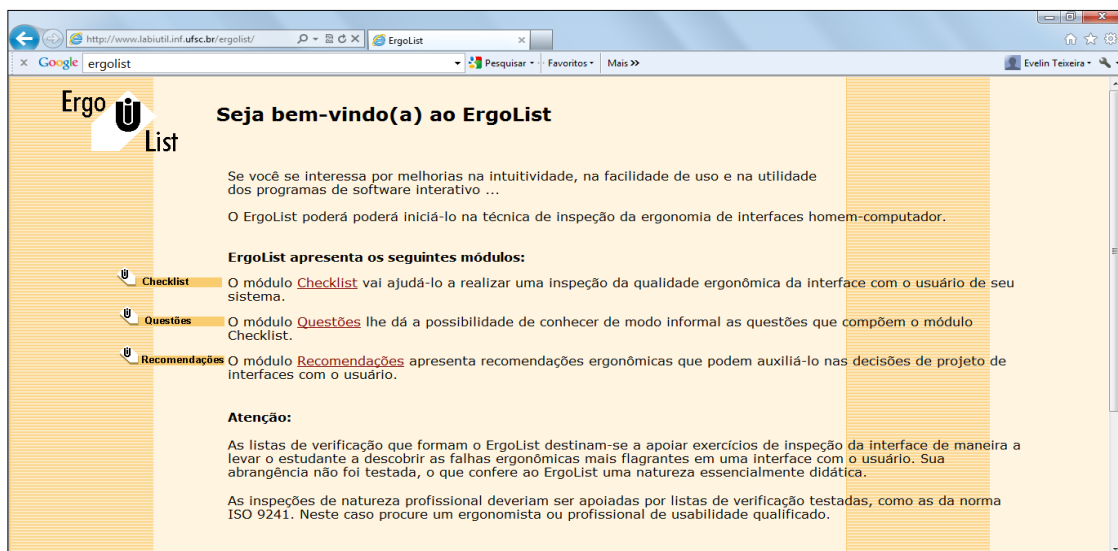 http://www.labiutil.inf.ufsc.br/ergolist/
ErgoList
Google ergolist
Pesquisar
Favoritos
Mais
Evelin Teixeira
Ergo
List
Seja bem-vindo(a) ao ErgoList
Se você se interessa por melhorias na intuitividade, na facilidade de uso e na utilidade
dos programas de software interativo ...
O ErgoList poderá poderá iniciá-lo na técnica de inspeção da ergonomia de interfaces homem-computador.
ErgoList apresenta os seguintes módulos:
Checklist
O módulo Checklist vai ajudá-lo a realizar uma inspeção da qualidade ergonômica da interface com o usuário de seu
sistema.
Questões
O módulo Questões lhe dá a possibilidade de conhecer de modo informal as questões que compõem o módulo
Checklist.
Recomendações
O módulo Recomendações apresenta recomendações ergonômicas que podem auxiliá-lo nas decisões de projeto de
interfaces com o usuário.
Atenção:
As listas de verificação que formam o ErgoList destinam-se a apoiar exercícios de inspeção da interface de maneira a
levar o estudante a descobrir as falhas ergonômicas mais flagrantes em uma interface com o usuário. Sua
abrangência não foi testada, o que confere ao ErgoList uma natureza essencialmente didática.
As inspeções de natureza profissional deveriam ser apoiadas por listas de verificação testadas, como as da norma
ISO 9241. Neste caso procure um ergonomista ou profissional de usabilidade qualificado.